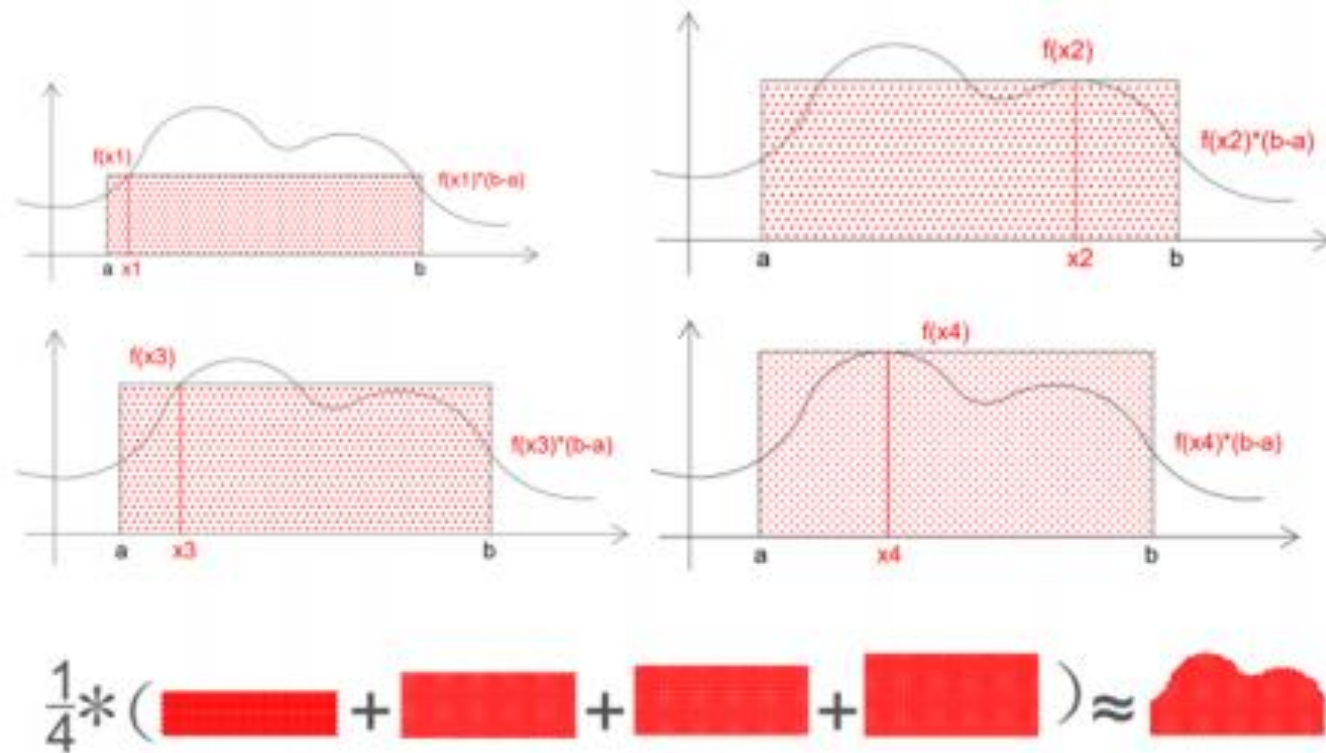 f(x1)
f(x1)*(b-a)
a x1 b
f(x2)
f(x2)*(b-a)
a x2 b
f(x3)
f(x3)*(b-a)
a x3 b
f(x4)
f(x4)*(b-a)
a x4 b
1/4*( + + + )≈